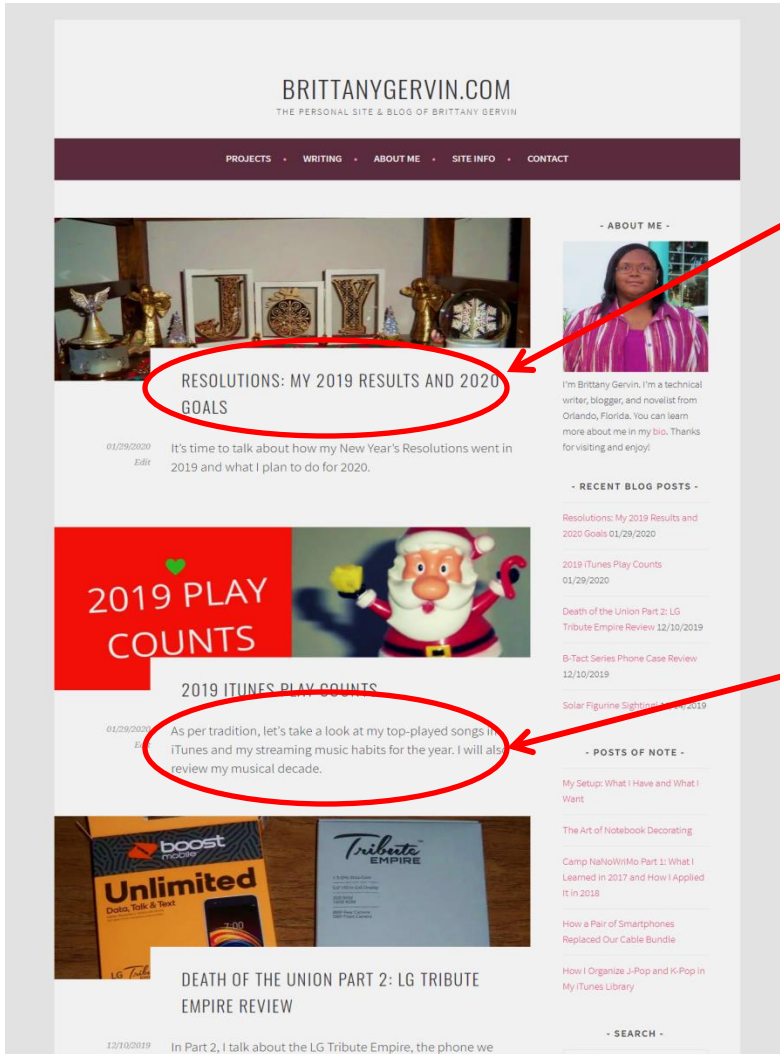 BRITTANYGERVIN.COM
THE PERSONAL SITE & BLOG OF BRITTANY GERVIN
PROJECTS • WRITING • ABOUT ME • SITE INFO • CONTACT
JOY
RESOLUTIONS: MY 2019 RESULTS AND 2020
GOALS
01/29/2020
Edit
It's time to talk about how my New Year's Resolutions went in
2019 and what I plan to do for 2020.
2019 PLAY
COUNTS
2019 ITUNES PLAY COUNTS
01/29/2020
As per tradition, let's take a look at my top-played songs in
iTunes and my streaming music habits for the year. I will also
review my musical decade.
boost
mobile
Unlimited
Data, Talk & Text
7:00
LG
Tribute
EMPIRE
DEATH OF THE UNION PART 2: LG TRIBUTE
EMPIRE REVIEW
12/10/2019
In Part 2, I talk about the LG Tribute Empire, the phone we
- ABOUT ME -
I'm Brittany Gervin. I'm a technical
writer, blogger, and novelist from
Orlando, Florida. You can learn
more about me in my bio. Thanks
for visiting and enjoy!
- RECENT BLOG POSTS -
Resolutions: My 2019 Results and
2020 Goals 01/29/2020
2019 iTunes Play Counts
01/29/2020
Death of the Union Part 2: LG
Tribute Empire Review 12/10/2019
B-Tact Series Phone Case Review
12/10/2019
Solar Figurine Sighting!
- POSTS OF NOTE -
My Setup: What I Have and What I
Want
The Art of Notebook Decorating
Camp NaNoWriMo Part 1: What I
Learned in 2017 and How I Applied
It in 2018
How a Pair of Smartphones
Replaced Our Cable Bundle
How I Organize J-Pop and K-Pop in
My iTunes Library
- SEARCH -